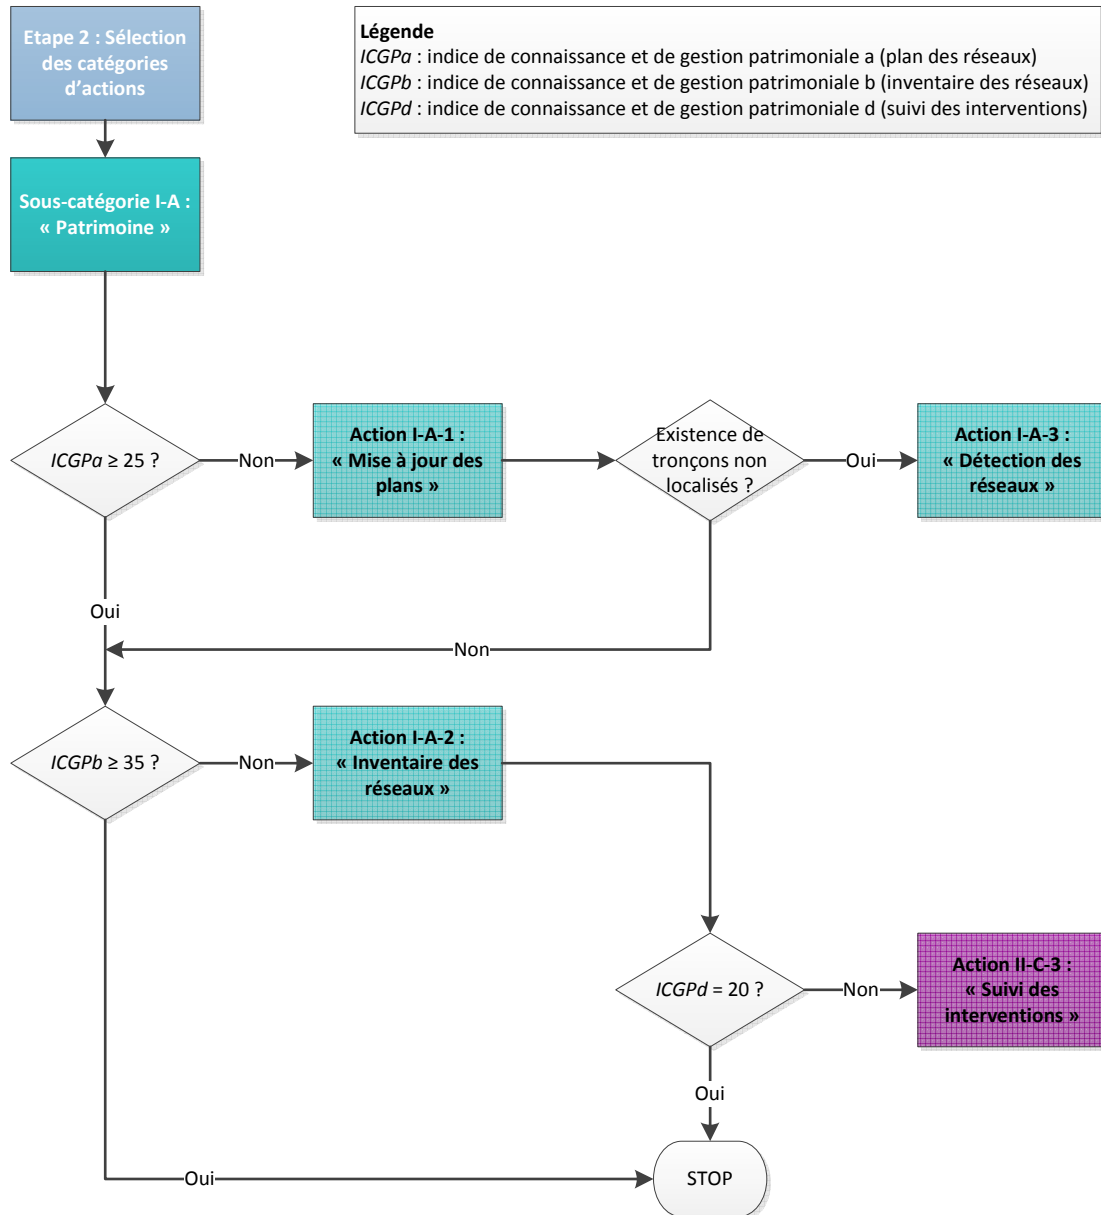 Etape 2 : Sélection
des catégories
d’actions
Légende
ICGPa : indice de connaissance et de gestion patrimoniale a (plan des réseaux)
ICGPb : indice de connaissance et de gestion patrimoniale b (inventaire des réseaux)
ICGPd : indice de connaissance et de gestion patrimoniale d (suivi des interventions)
Sous-catégorie I-A :
« Patrimoine »
ICGPa ≥ 25 ?
Non
Action I-A-1 :
« Mise à jour des
plans »
Existence de
tronçons non
localisés ?
Oui
Action I-A-3 :
« Détection des
réseaux »
Oui
Non
ICGPb ≥ 35 ?
Non
Action I-A-2 :
« Inventaire des
réseaux »
ICGPd = 20 ?
Non
Action II-C-3 :
« Suivi des
interventions »
Oui
Oui
STOP